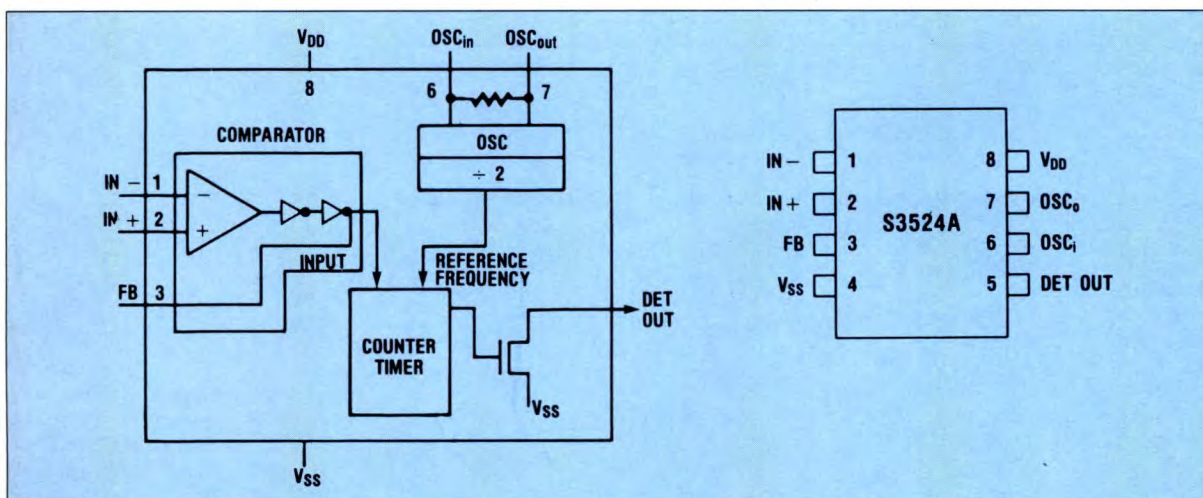 VDD
OSCin
OSCout
8
6
7
COMPARATOR
OSC
÷ 2
IN – 1
–
IN + 2
+
INPUT
REFERENCE
FREQUENCY
FB 3
DET
OUT
COUNTER
TIMER
VSS
VSS
S3524A
IN – 1
IN + 2
FB 3
VSS 4
8 VDD
7 OSCo
6 OSCi
5 DET OUT